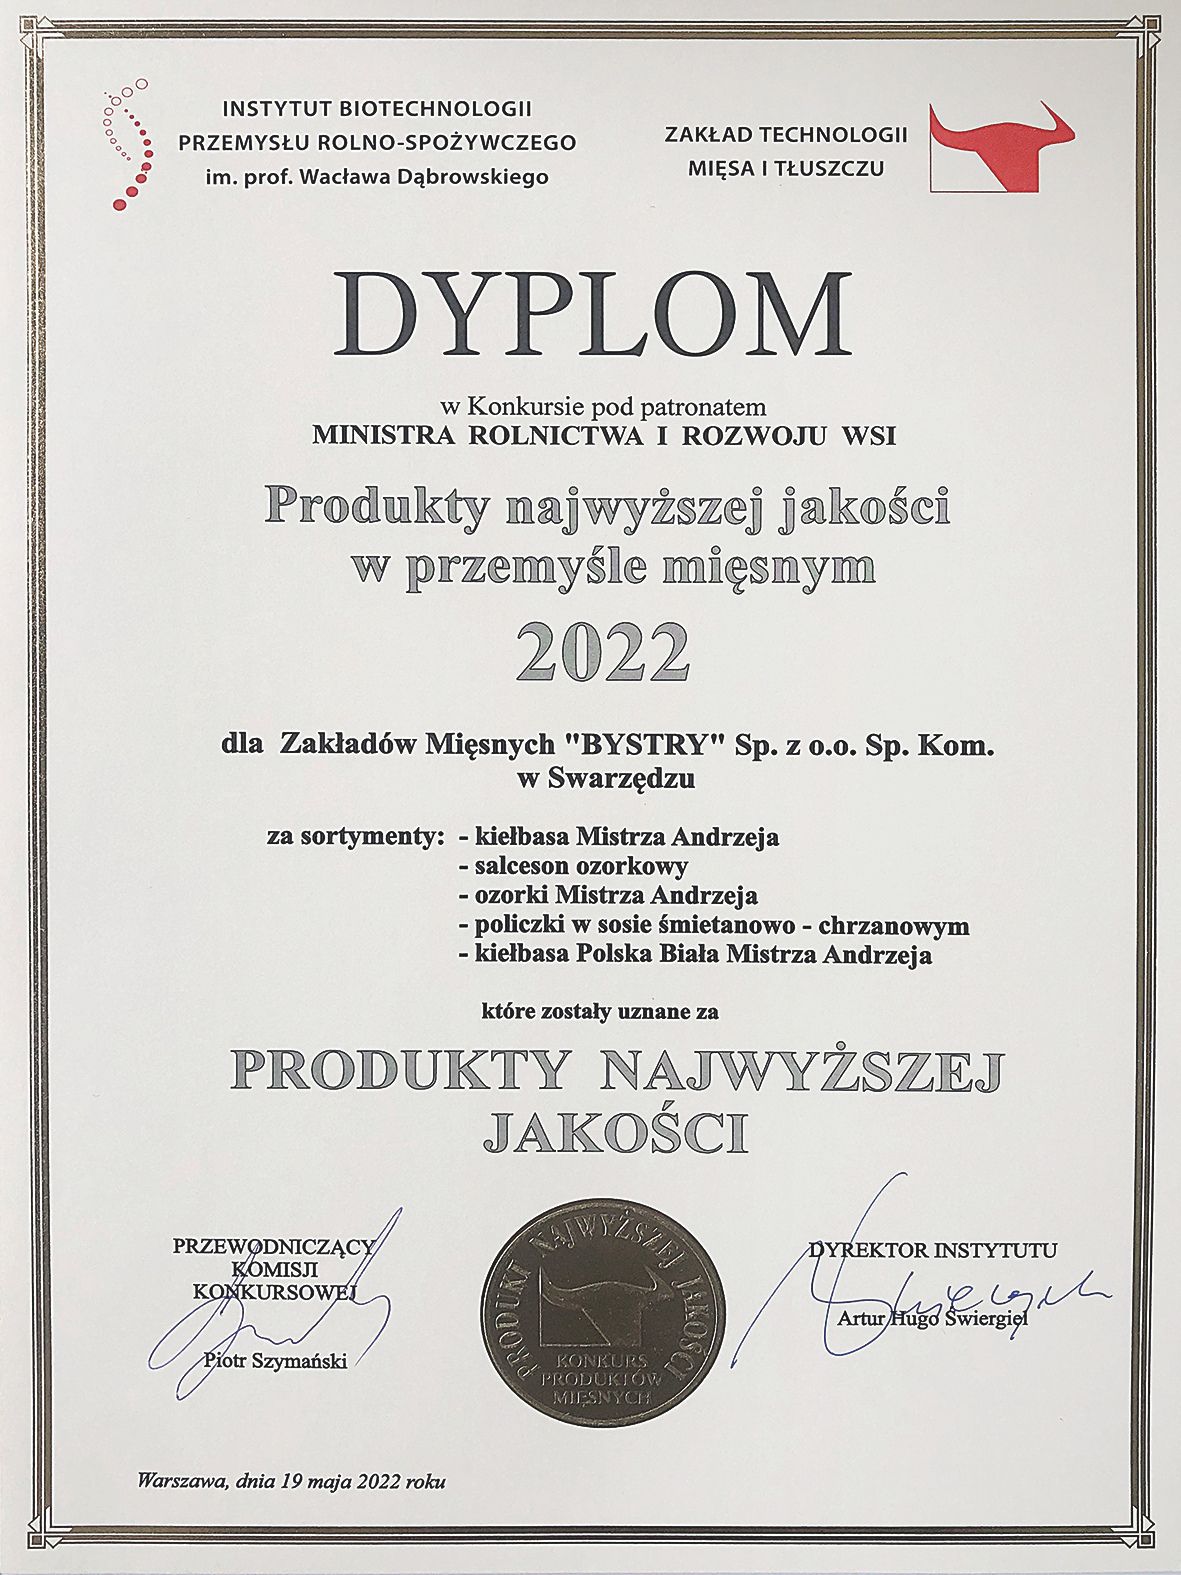 INSTYTUT BIOTECHNOLOGII
PRZEMYSŁU ROLNO-SPOŻYWCZEGO
im. prof. Wacława Dąbrowskiego
ZAKŁAD TECHNOLOGII
MIĘSA I TŁUSZCZU
DYPLOM
w Konkursie pod patronatem
MINISTRA ROLNICTWA I ROZWOJU WSI
Produkty najwyższej jakości
w przemyśle mięsnym
2022
dla Zakładów Mięsnych "BYSTRY" Sp. z o.o. Sp. Kom.
w Swarzędzu
za sortymenty: - kiełbasa Mistrza Andrzeja
- salceson ozorkowy
- ozorki Mistrza Andrzeja
- policzki w sosie śmietanowo - chrzanowym
- kiełbasa Polska Biała Mistrza Andrzeja
które zostały uznane za
PRODUKTY NAJWYŻSZEJ
JAKOŚCI
PRZEWODNICZĄCY
KOMISJI
KONKURSOWEJ
Piotr Szymański
PRODUKT NAJWYŻSZEJ JAKOŚCI
KONKURS
PRODUKTÓW
MIĘSNYCH
DYREKTOR INSTYTUTU
Artur Hugo Świergiel
Warszawa, dnia 19 maja 2022 roku